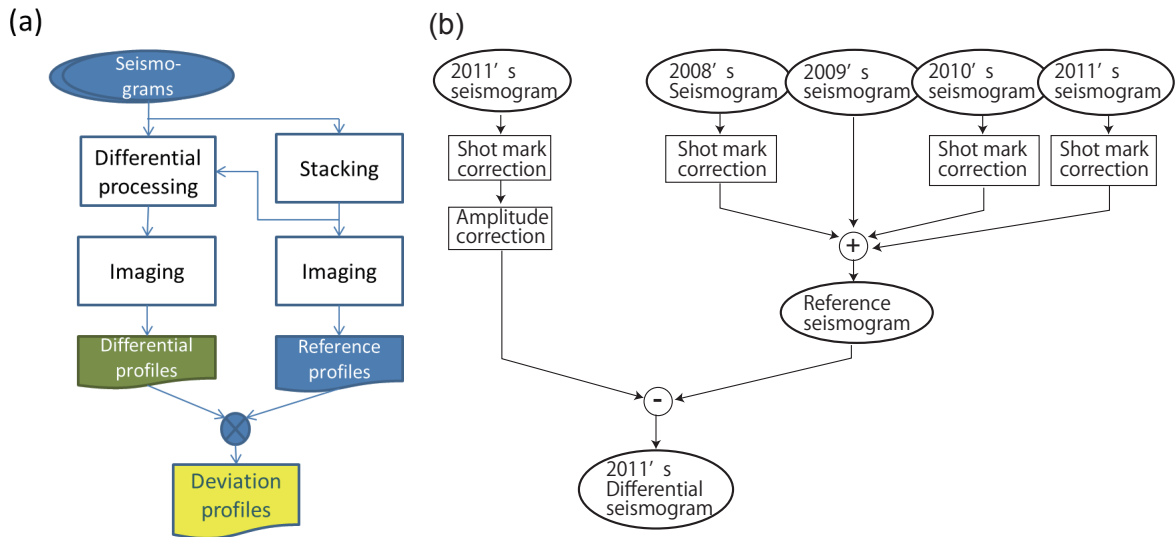 (a)
Seismo-
grams
Differential
processing
Stacking
Imaging
Imaging
Differential
profiles
Reference
profiles
Deviation
profiles
(b)
2011' s
seismogram
2008' s
Seismogram
2009' s
seismogram
2010' s
seismogram
2011' s
seismogram
Shot mark
correction
Shot mark
correction
Shot mark
correction
Shot mark
correction
Amplitude
correction
+
Reference
seismogram
-
2011' s
Differential
seismogram